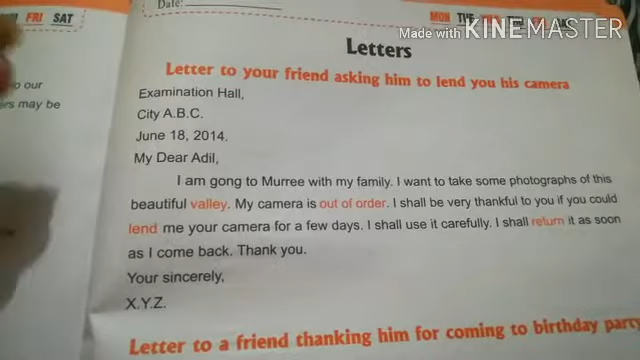 FRI SAT
Date:
MON TUE
Made with KINEMASTER
Letters
Letter to your friend asking him to lend you his camera
o our
ers may be
Examination Hall,
City A.B.C.
June 18, 2014.
My Dear Adil,
I am gong to Murree with my family. I want to take some photographs of this
beautiful valley. My camera is out of order. I shall be very thankful to you if you could
lend me your camera for a few days. I shall use it carefully. I shall return it as soon
as I come back. Thank you.
Your sincerely,
X.Y.Z.
Letter to a friend thanking him for coming to birthday party